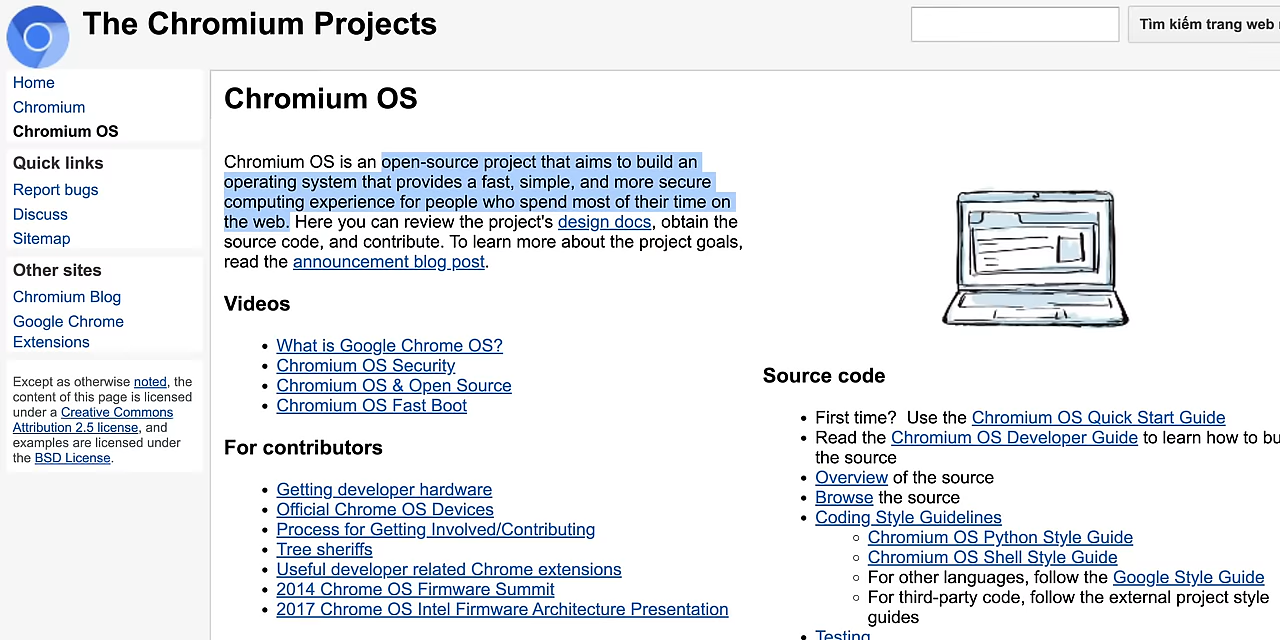 The Chromium Projects
Tìm kiếm trang web
Home
Chromium
Chromium OS
Quick links
Report bugs
Discuss
Sitemap
Other sites
Chromium Blog
Google Chrome
Extensions
Except as otherwise noted, the
content of this page is licensed
under a Creative Commons
Attribution 2.5 license, and
examples are licensed under
the BSD License.
Chromium OS
Chromium OS is an open-source project that aims to build an
operating system that provides a fast, simple, and more secure
computing experience for people who spend most of their time on
the web. Here you can review the project's design docs, obtain the
source code, and contribute. To learn more about the project goals,
read the announcement blog post.
Videos
• What is Google Chrome OS?
• Chromium OS Security
• Chromium OS & Open Source
• Chromium OS Fast Boot
For contributors
• Getting developer hardware
• Official Chrome OS Devices
• Process for Getting Involved/Contributing
• Tree sheriffs
• Useful developer related Chrome extensions
• 2014 Chrome OS Firmware Summit
• 2017 Chrome OS Intel Firmware Architecture Presentation
Source code
• First time? Use the Chromium OS Quick Start Guide
• Read the Chromium OS Developer Guide to learn how to bu
the source
• Overview of the source
• Browse the source
• Coding Style Guidelines
◦ Chromium OS Python Style Guide
◦ Chromium OS Shell Style Guide
◦ For other languages, follow the Google Style Guide
◦ For third-party code, follow the external project style
guides
• Testing